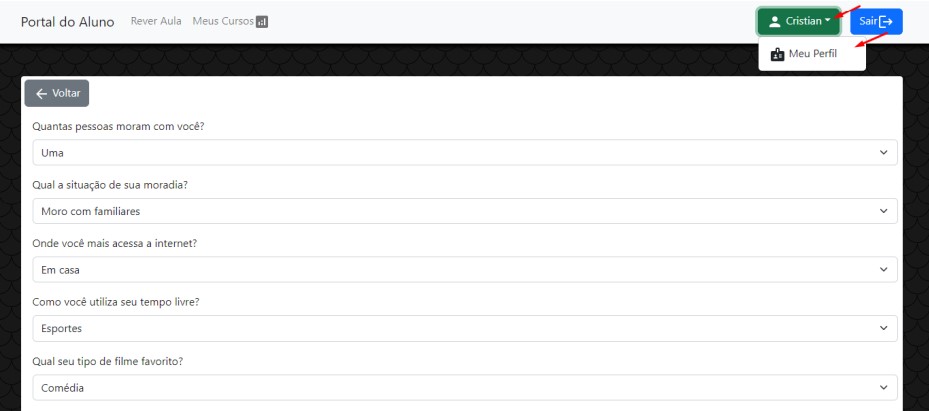 Portal do Aluno Rever Aula Meus Cursos Cristian Sair
Meu Perfil
Voltar
Quantas pessoas moram com você?
Uma
Qual a situação de sua moradia?
Moro com familiares
Onde você mais acessa a internet?
Em casa
Como você utiliza seu tempo livre?
Esportes
Qual seu tipo de filme favorito?
Comédia